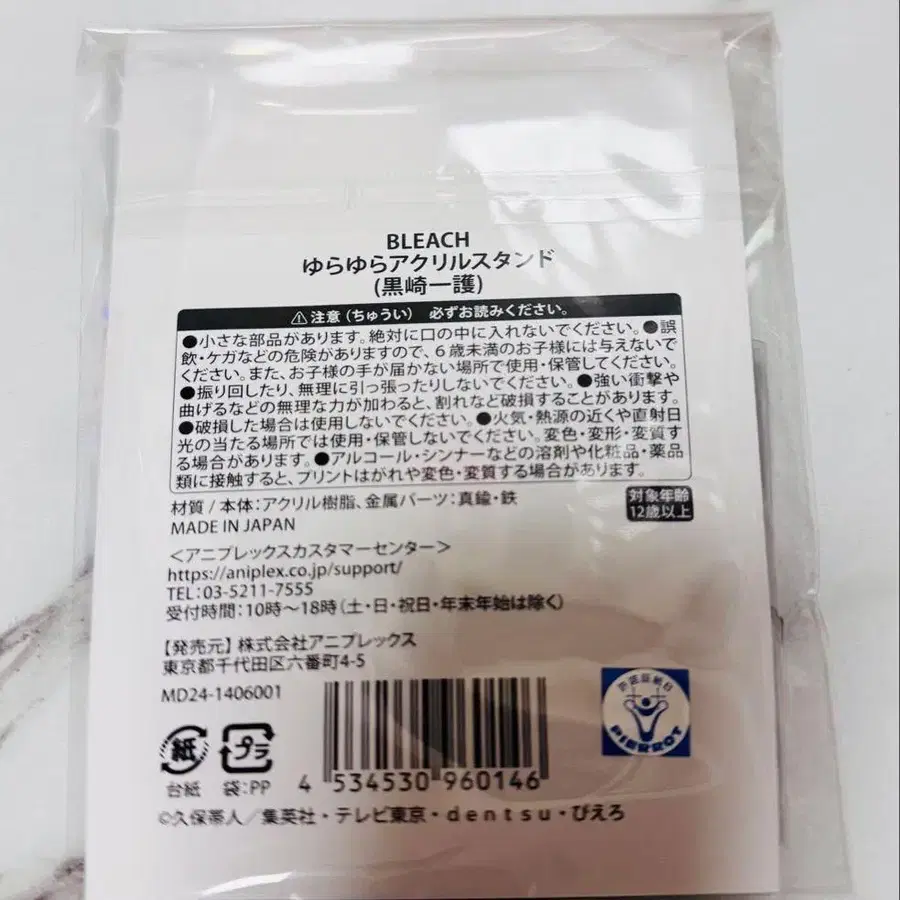 BLEACH
ゆらゆらアクリルスタンド
(黒崎一護)
⚠注意（ちゅうい） 必ずお読みください。
●小さな部品があります。絶対に口の中に入れないでください。●誤
飲・ケガなどの危険がありますので、6歳未満のお子様には与えないで
ください。また、お子様の手が届かない場所で使用・保管してください。
●振り回したり、無理に引っ張ったりしないでください。●強い衝撃や
曲げるなどの無理な力が加わると、割れなど破損することがあります。
●破損した場合は使用しないでください。●火気・熱源の近くや直射日
光の当たる場所では使用・保管しないでください。変色・変形・変質す
る場合があります。●アルコール・シンナーなどの溶剤や化粧品・薬品
類に接触すると、プリントはがれや変色・変質する場合があります。
材質 / 本体：アクリル樹脂、金属パーツ：真鍮・鉄
対象年齢
12歳以上
MADE IN JAPAN
＜アニプレックスカスタマーセンター＞
https://aniplex.co.jp/support/
TEL：03-5211-7555
受付時間：10時～18時（土・日・祝日・年末年始は除く）
【発売元】株式会社アニプレックス
東京都千代田区六番町4-5
MD24-1406001
紙
プラ
台紙 袋：PP
4 534530 960146
PIERROT
©久保帯人／集英社・テレビ東京・dentsu・ぴえろ